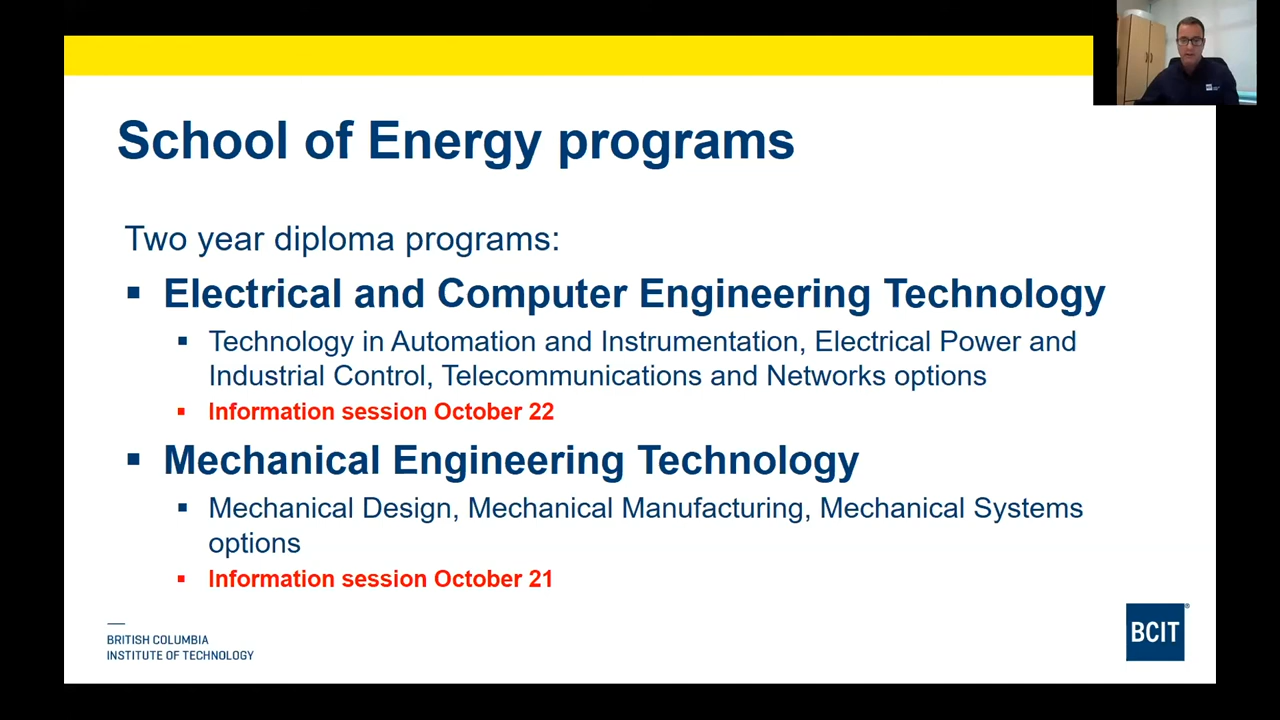 School of Energy programs
Two year diploma programs:
▪ Electrical and Computer Engineering Technology
▪ Technology in Automation and Instrumentation, Electrical Power and
Industrial Control, Telecommunications and Networks options
▪ Information session October 22
▪ Mechanical Engineering Technology
▪ Mechanical Design, Mechanical Manufacturing, Mechanical Systems
options
▪ Information session October 21
BRITISH COLUMBIA
INSTITUTE OF TECHNOLOGY
BCIT®